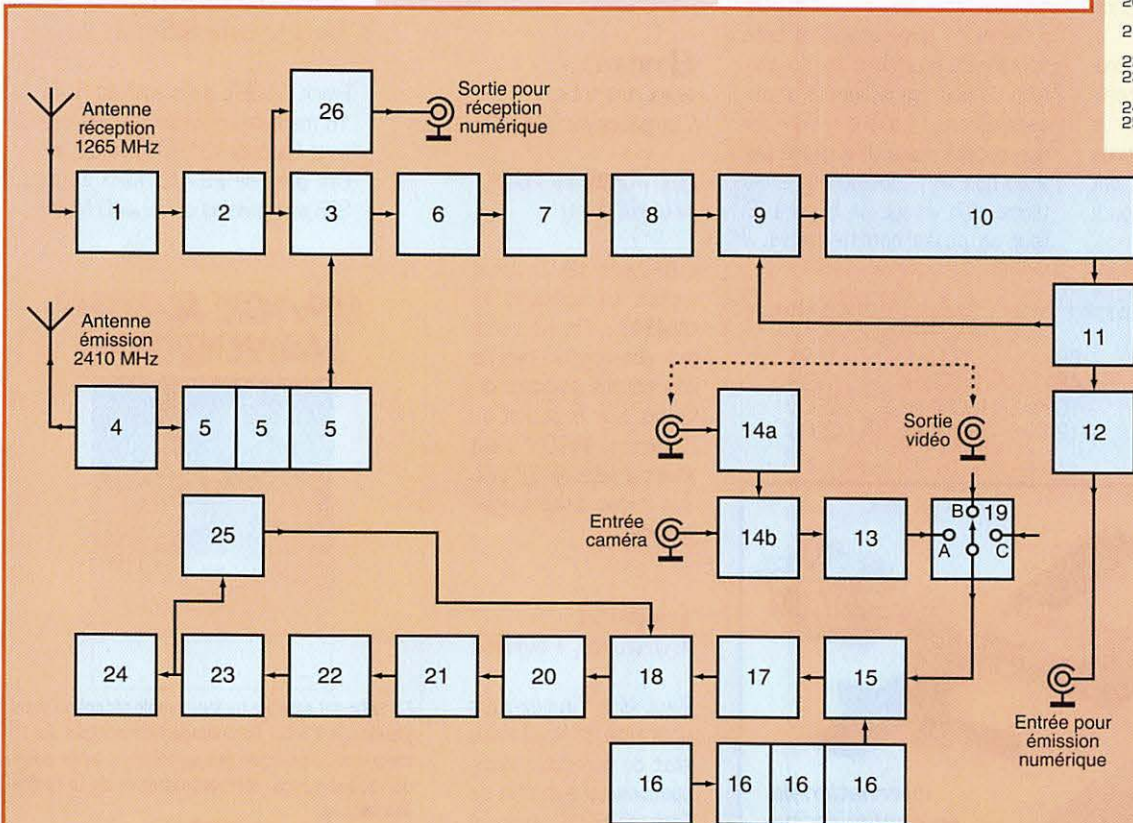 26
Sortie pour
réception
numérique
Antenne
réception
1265 MHz
1
2
3
6
7
8
9
10
Antenne
émission
2410 MHz
4
5
5
5
11
14a
Sortie
vidéo
12
25
Entrée
caméra
14b
13
B
19
A
C
24
23
22
21
20
18
17
15
Entrée pour
émission
numérique
16
16
16
16